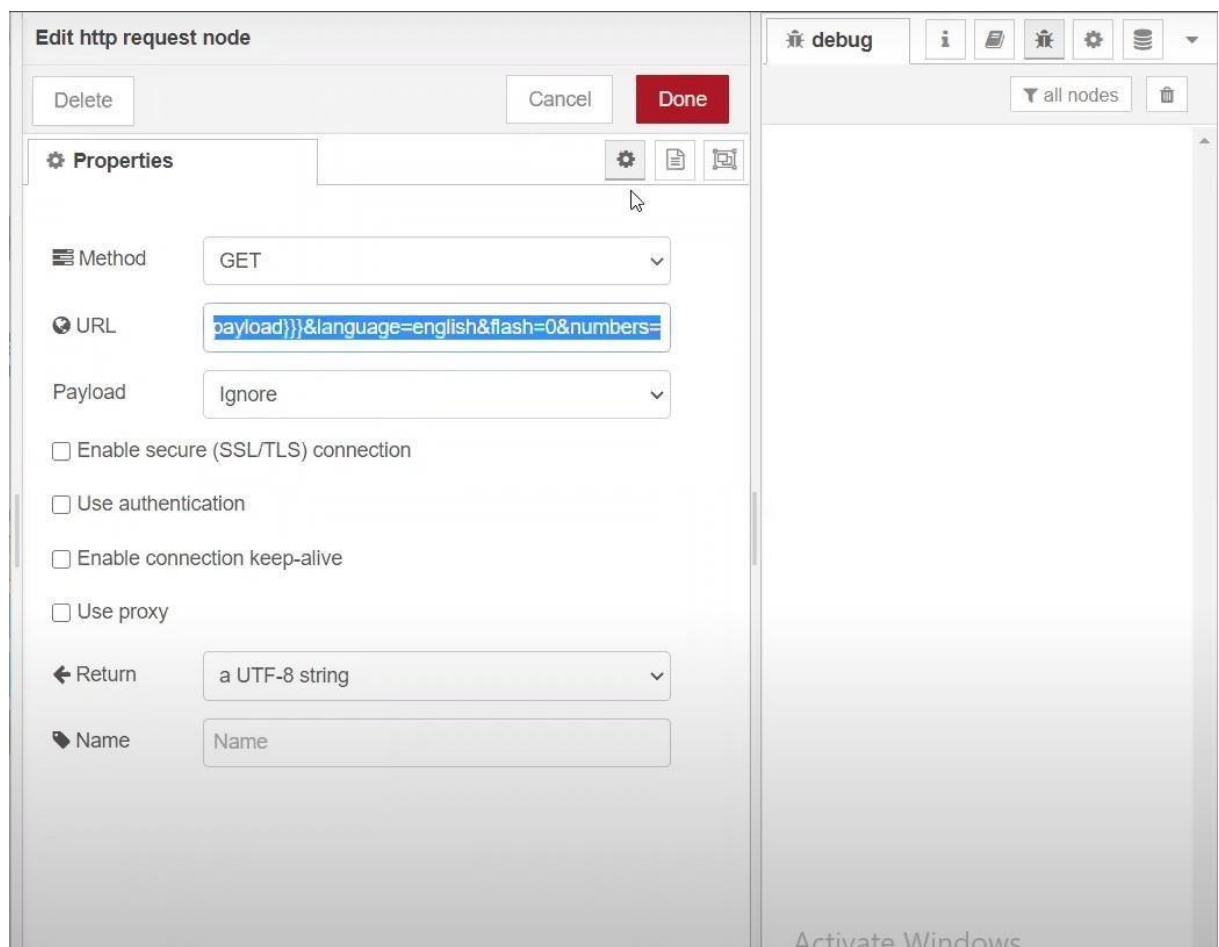 Edit http request node
debug
Delete
Cancel
Done
all nodes
Properties
Method
GET
URL
payload}}}&language=english&flash=0&numbers=
Payload
Ignore
Enable secure (SSL/TLS) connection
Use authentication
Enable connection keep-alive
Use proxy
Return
a UTF-8 string
Name
Name
Activate Windows